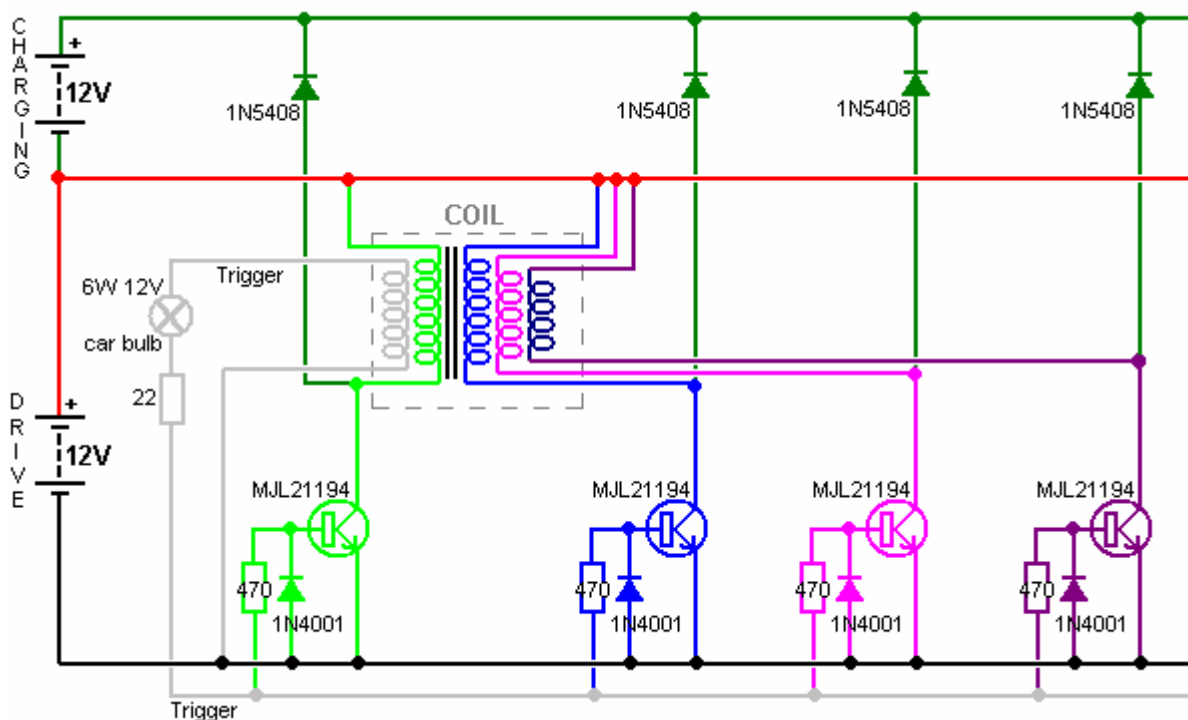 CHARGING
+
12V
1N5408
1N5408
1N5408
1N5408
COIL
Trigger
6W 12V
car bulb
22
DRIVE
+
12V
MJL21194
MJL21194
MJL21194
MJL21194
470
470
470
470
1N4001
1N4001
1N4001
1N4001
Trigger